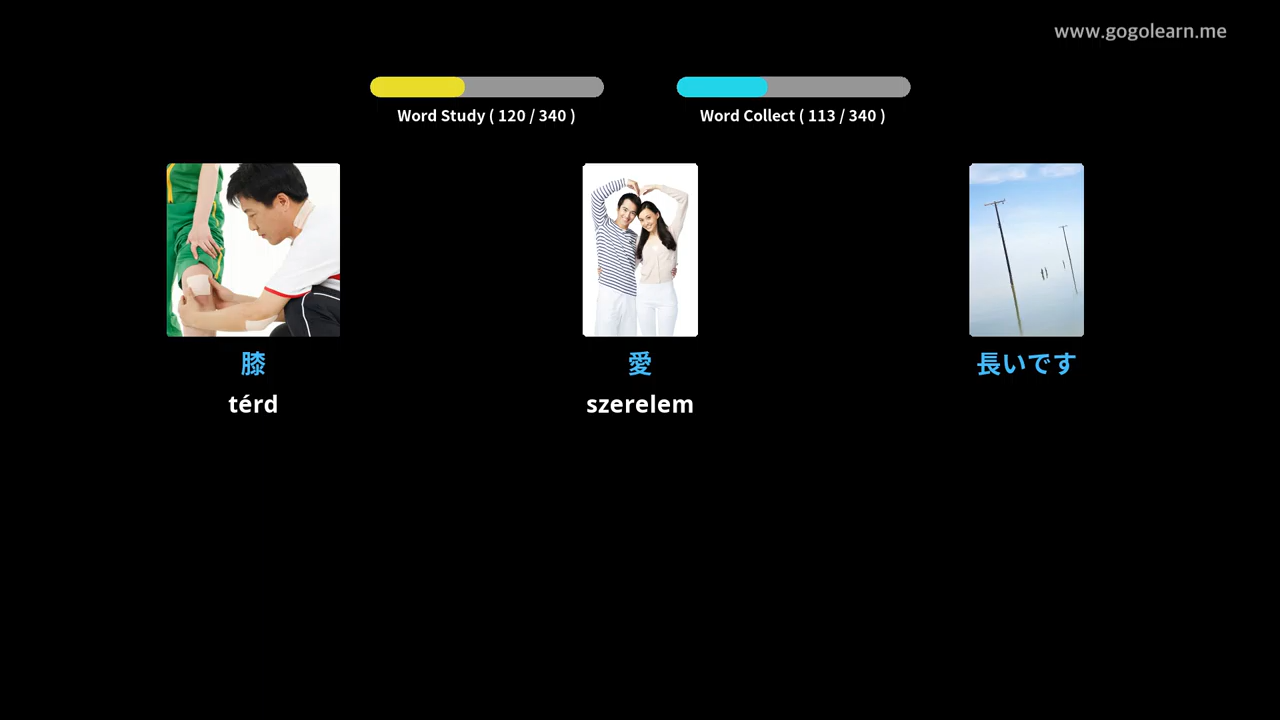 www.gogolearn.me
Word Study ( 120 / 340 )
Word Collect ( 113 / 340 )
膝
愛
長いです
térd
szerelem